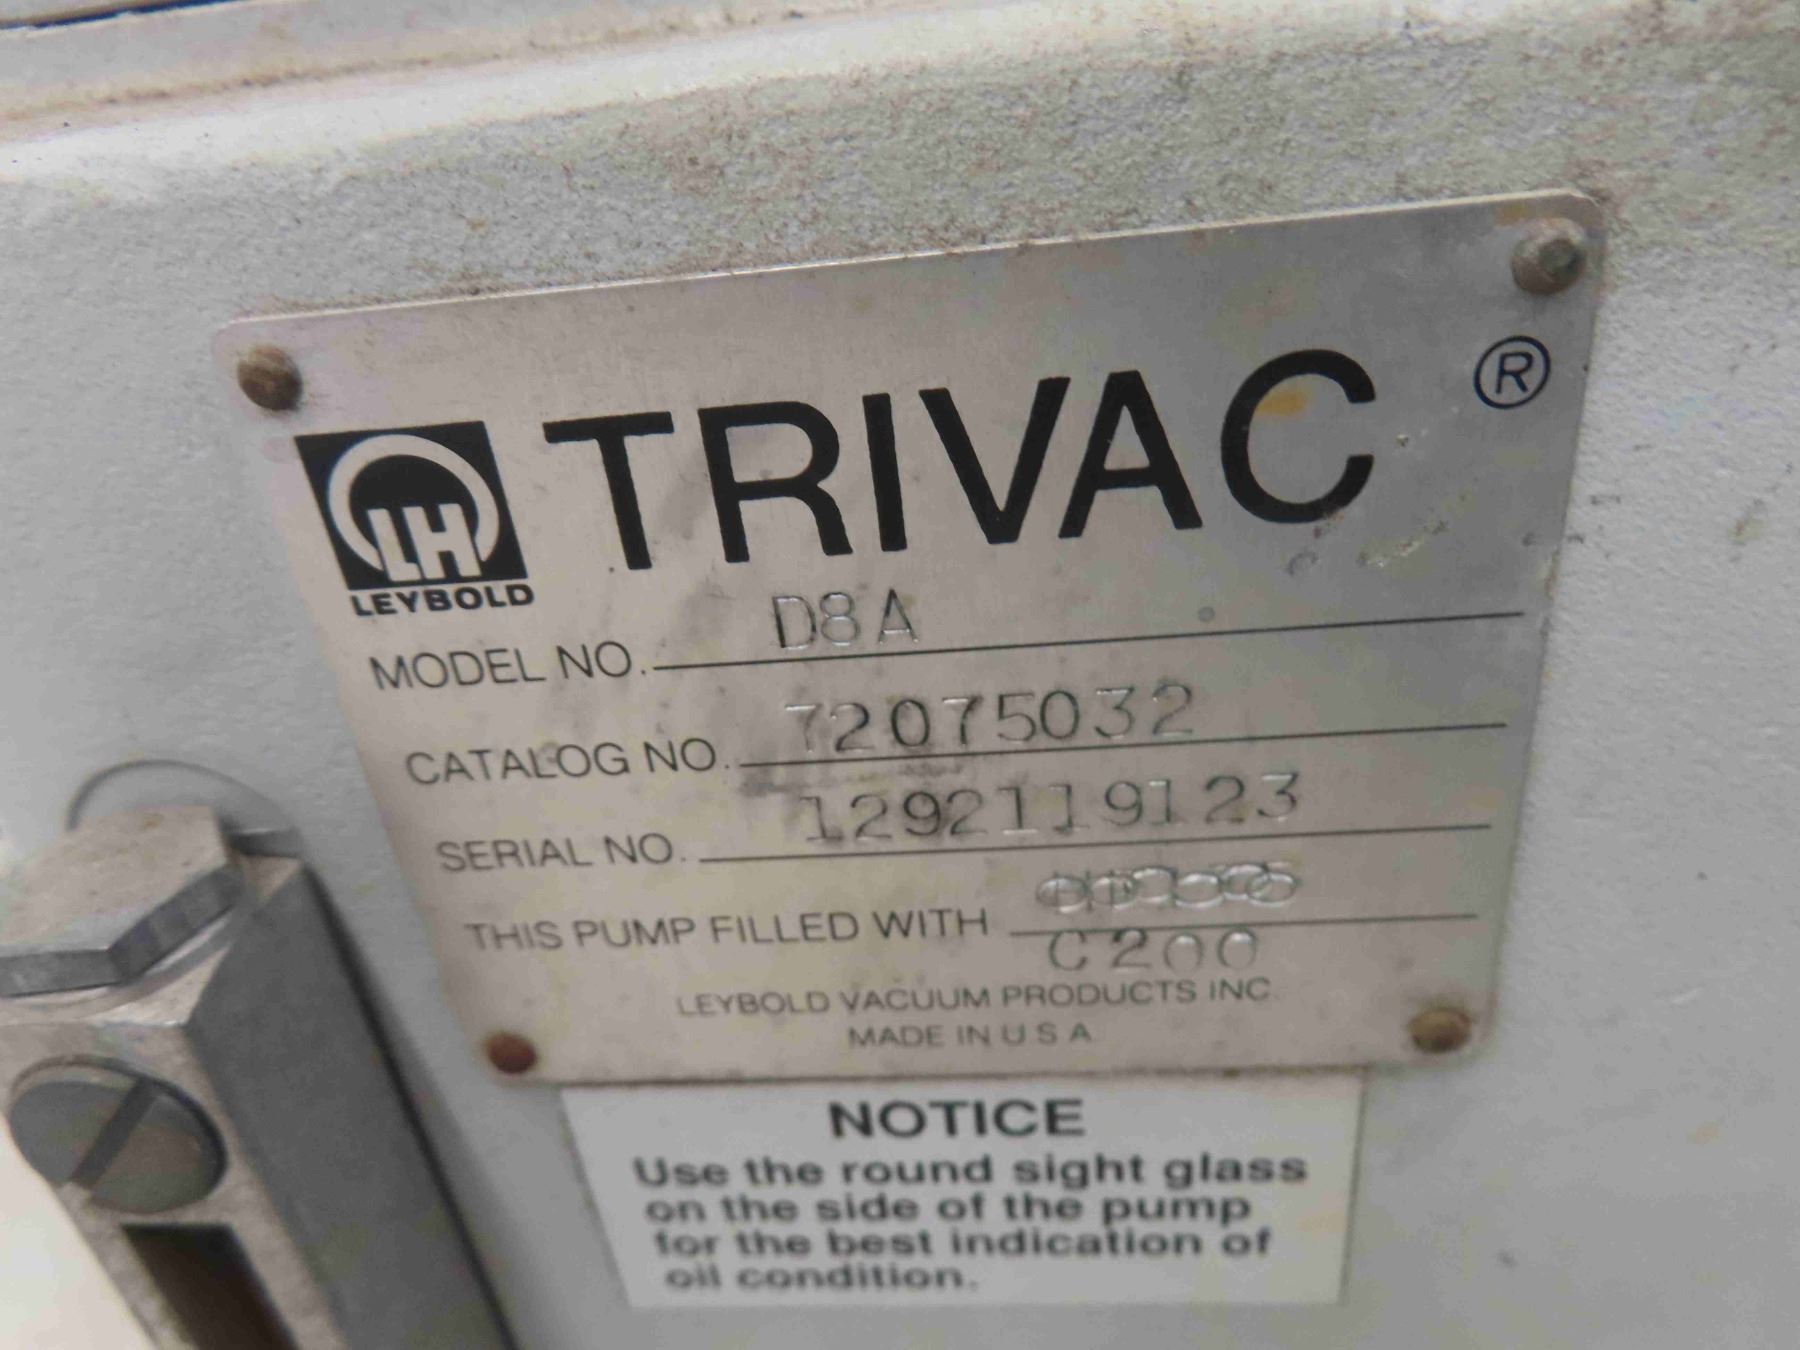 TRIVAC ®
LH
LEYBOLD
MODEL NO. D8A
CATALOG NO. 72075032
SERIAL NO. 1292119123
THIS PUMP FILLED WITH
C200
LEYBOLD VACUUM PRODUCTS INC.
MADE IN U S A
NOTICE
Use the round sight glass
on the side of the pump
for the best indication of
oil condition.